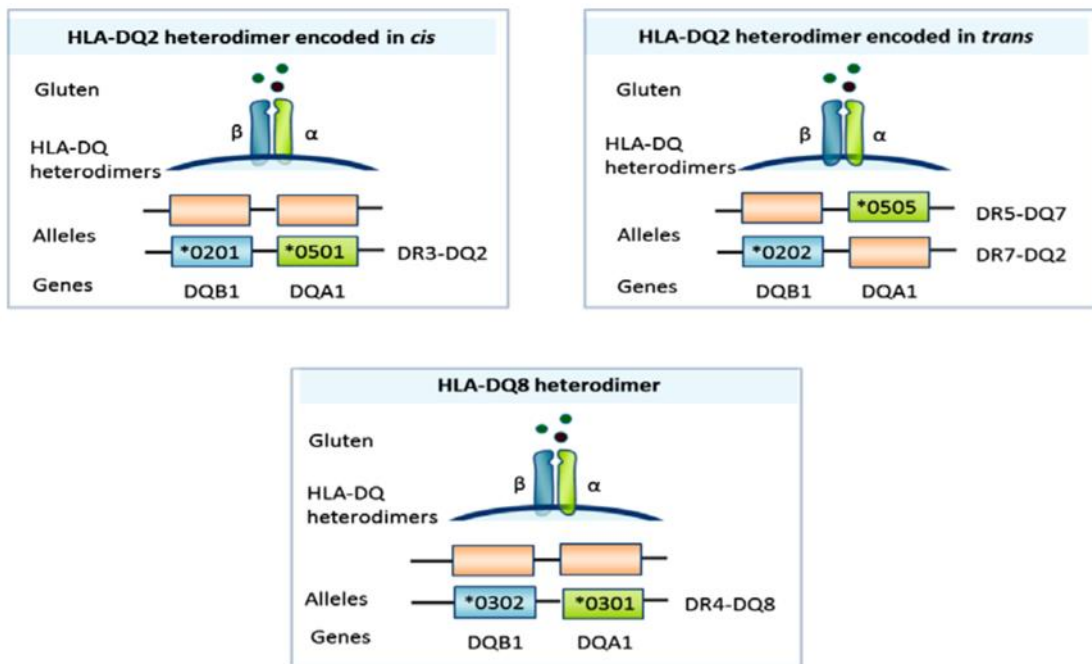 HLA-DQ2 heterodimer encoded in cis
Gluten
β α
HLA-DQ
heterodimers
Alleles
*0201 *0501 DR3-DQ2
Genes
DQB1 DQA1
HLA-DQ2 heterodimer encoded in trans
Gluten
β α
HLA-DQ
heterodimers
*0505 DR5-DQ7
Alleles
*0202 DR7-DQ2
Genes
DQB1 DQA1
HLA-DQ8 heterodimer
Gluten
β α
HLA-DQ
heterodimers
Alleles *0302 *0301 DR4-DQ8
Genes DQB1 DQA1